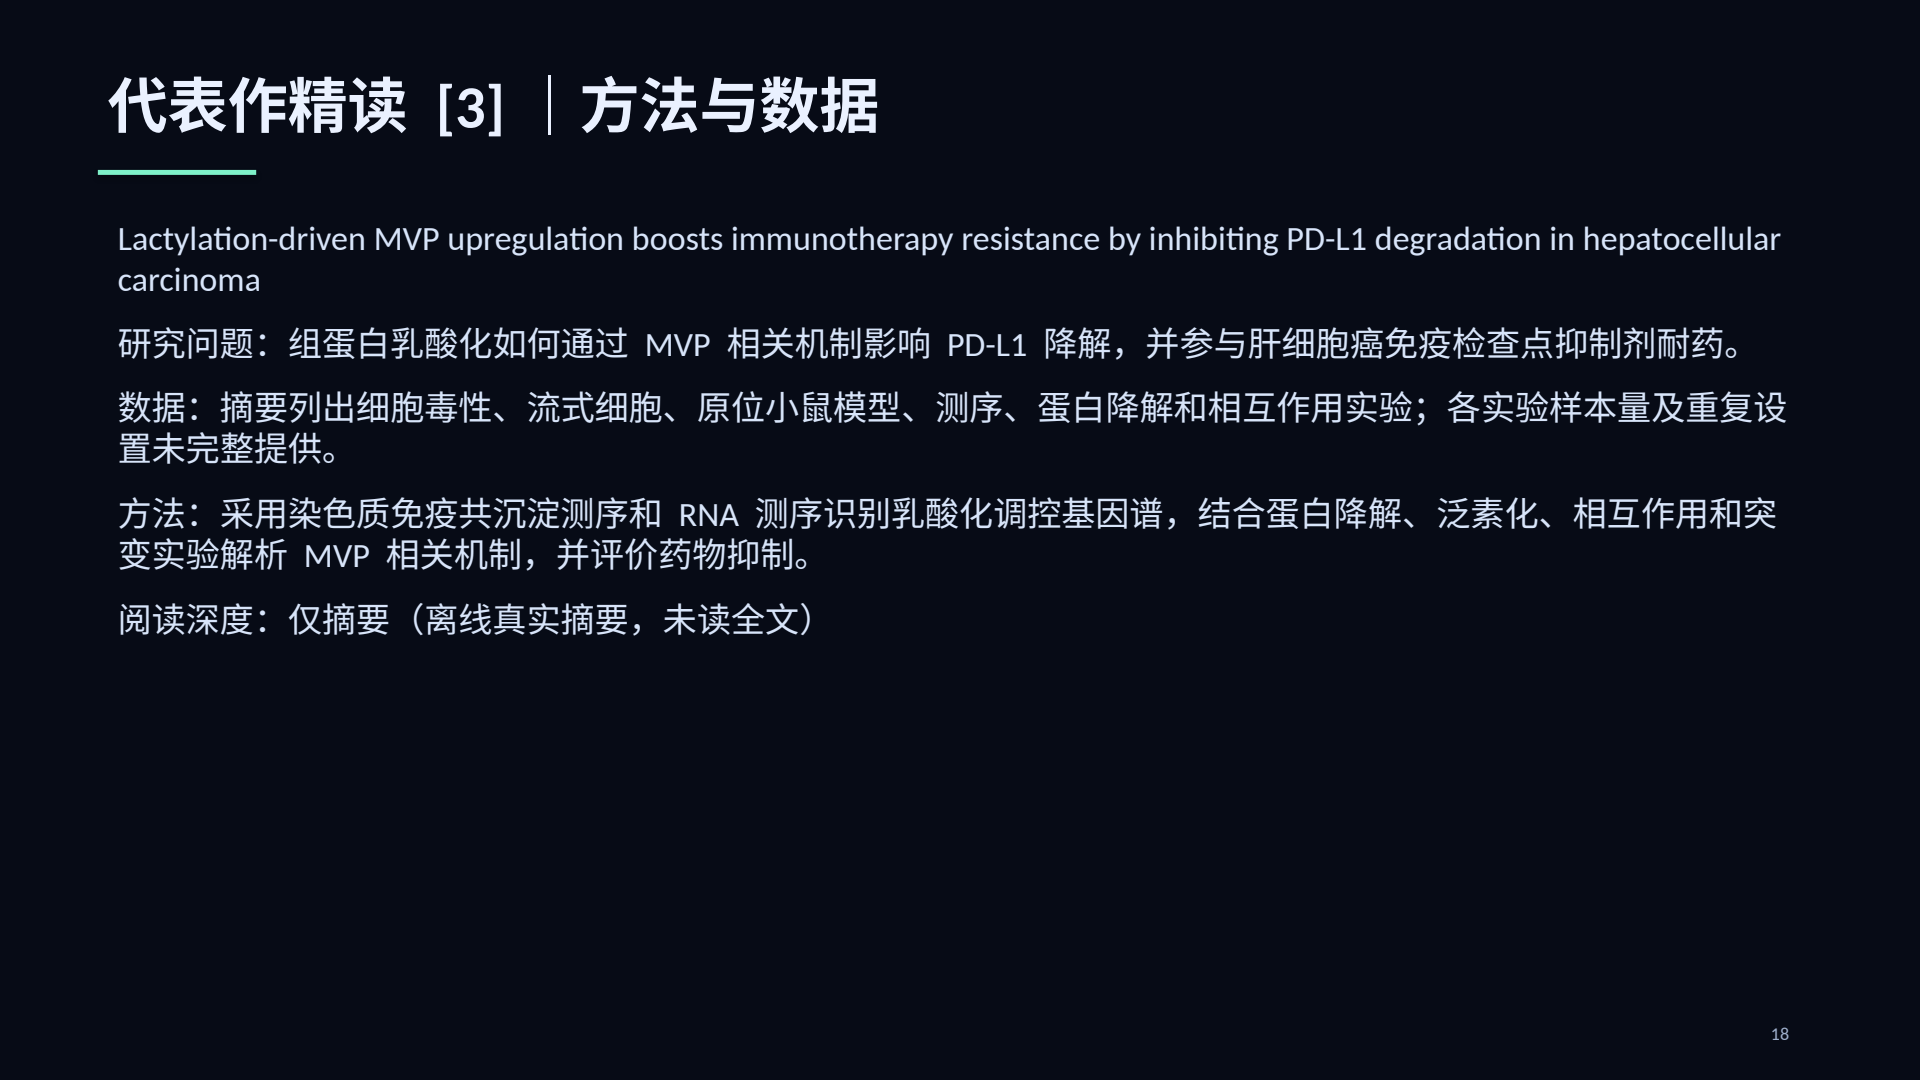 代表作精读 [3] ｜方法与数据
Lactylation-driven MVP upregulation boosts immunotherapy resistance by inhibiting PD-L1 degradation in hepatocellular
carcinoma
研究问题：组蛋白乳酸化如何通过 MVP 相关机制影响 PD-L1 降解，并参与肝细胞癌免疫检查点抑制剂耐药。
数据：摘要列出细胞毒性、流式细胞、原位小鼠模型、测序、蛋白降解和相互作用实验；各实验样本量及重复设
置未完整提供。
方法：采用染色质免疫共沉淀测序和 RNA 测序识别乳酸化调控基因谱，结合蛋白降解、泛素化、相互作用和突
变实验解析 MVP 相关机制，并评价药物抑制。
阅读深度：仅摘要（离线真实摘要，未读全文）
18